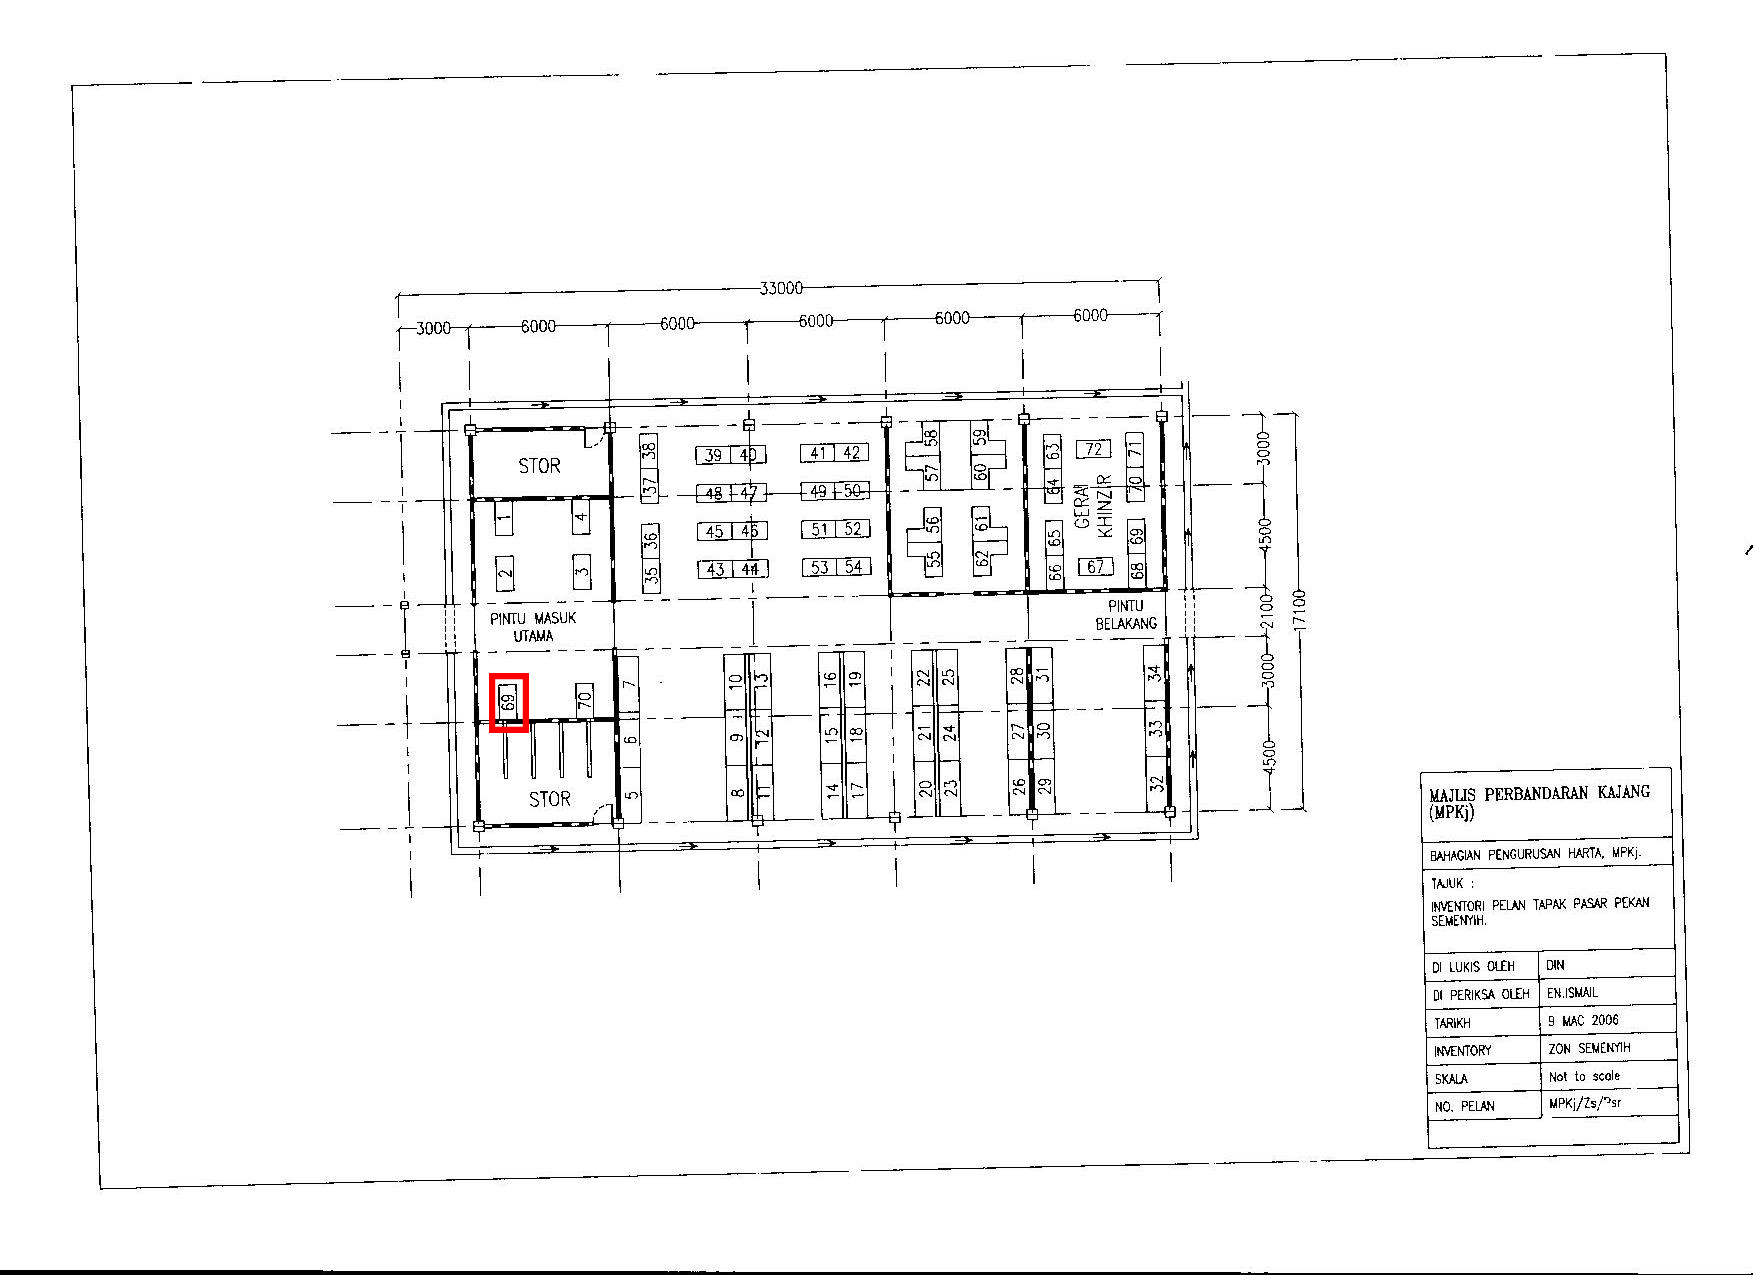 33000
3000 6000 6000 6000 6000 6000
STOR
1 4
2 3
PINTU MASUK
UTAMA
69 70
STOR
38
37
36
35
39 40 41 42
48 47 49 50
45 46 51 52
43 44 53 54
58 59
57 60
56 61
55 62
63 72 71
64 70
GERAI
KHINZIR
65 69
66 67 68
PINTU
BELAKANG
7 10 13 16 19 22 25 28 31 34
6 9 12 15 18 21 24 27 30 33
5 8 11 14 17 20 23 26 29 32
3000
4500
2100
3000
4500
17100
MAJLIS PERBANDARAN KAJANG
(MPKj)
BAHAGIAN PENGURUSAN HARTA, MPKj.
TAJUK :
INVENTORI PELAN TAPAK PASAR PEKAN
SEMENYIH.
DI LUKIS OLEH DIN
DI PERIKSA OLEH EN.ISMAIL
TARIKH 9 MAC 2006
INVENTORY ZON SEMENYIH
SKALA Not to scale
NO. PELAN